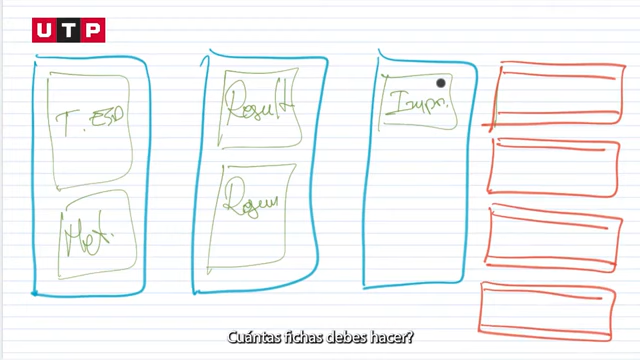 UTP
T. ESD
Met.
Result
Resum
Impr.
Cuántas fichas debes hacer?